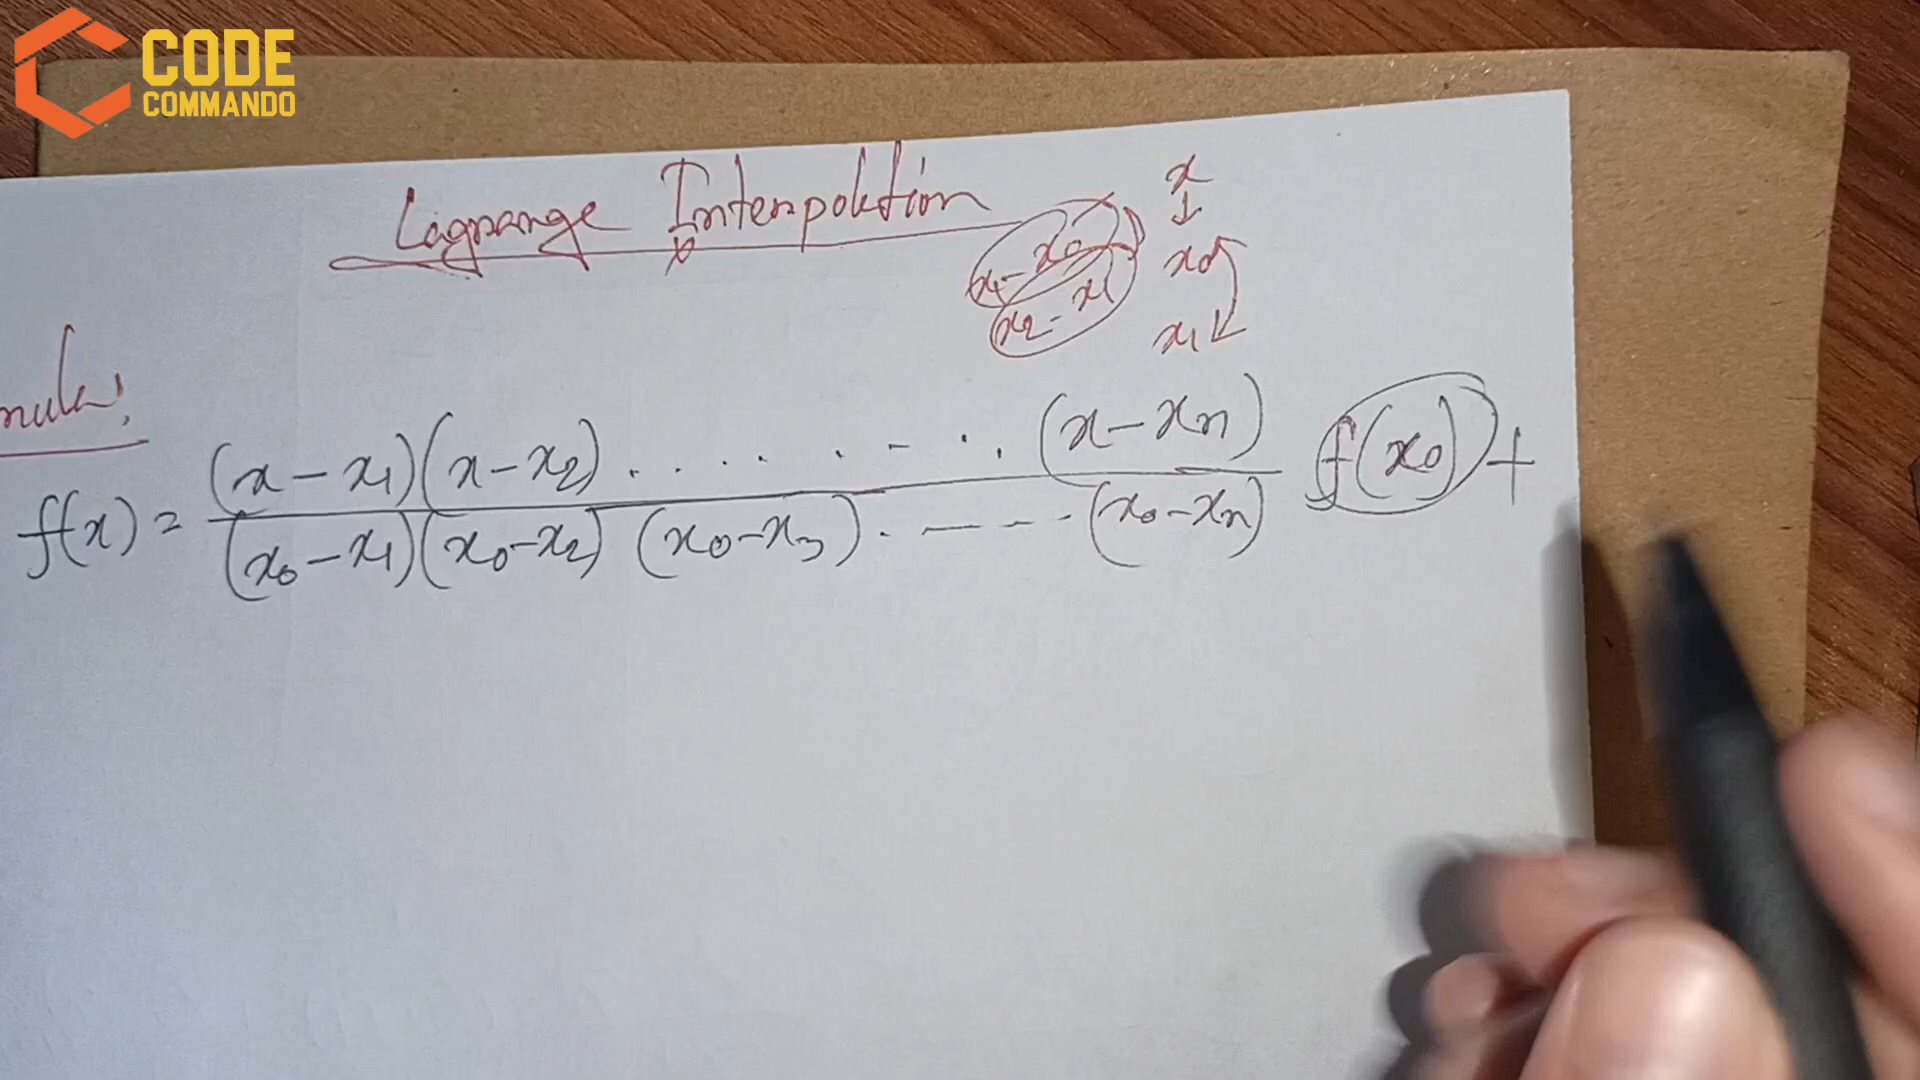 CODE
COMMANDO
Lagrange Interpolation
x
↓
x₁ - x₀
x₀
x₂ - x₁
x₁
mula:
f(x) = (x - x₁)(x - x₂) . . . . . - . . (x - xₙ) / (x₀ - x₁)(x₀ - x₂)(x₀ - x₃) . - - - - (x₀ - xₙ) f(x₀) +